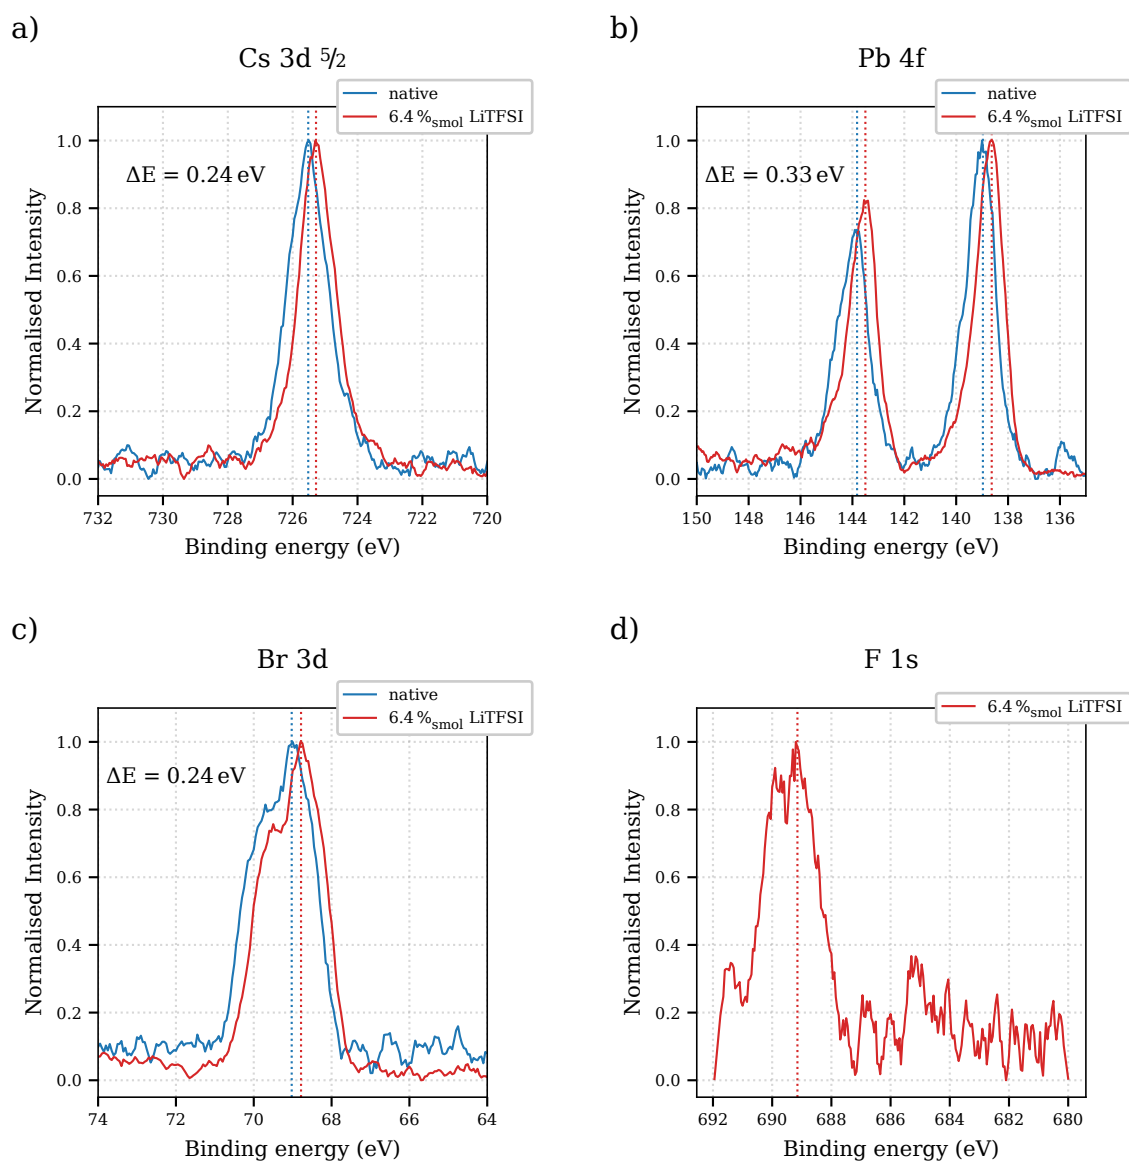 a)
Cs 3d 5/2
native
6.4 %smol LiTFSI
ΔE = 0.24 eV
Normalised Intensity
1.0
0.8
0.6
0.4
0.2
0.0
732 730 728 726 724 722 720
Binding energy (eV)
b)
Pb 4f
native
6.4 %smol LiTFSI
ΔE = 0.33 eV
Normalised Intensity
1.0
0.8
0.6
0.4
0.2
0.0
150 148 146 144 142 140 138 136
Binding energy (eV)
c)
Br 3d
native
6.4 %smol LiTFSI
ΔE = 0.24 eV
Normalised Intensity
1.0
0.8
0.6
0.4
0.2
0.0
74 72 70 68 66 64
Binding energy (eV)
d)
F 1s
6.4 %smol LiTFSI
Normalised Intensity
1.0
0.8
0.6
0.4
0.2
0.0
692 690 688 686 684 682 680
Binding energy (eV)